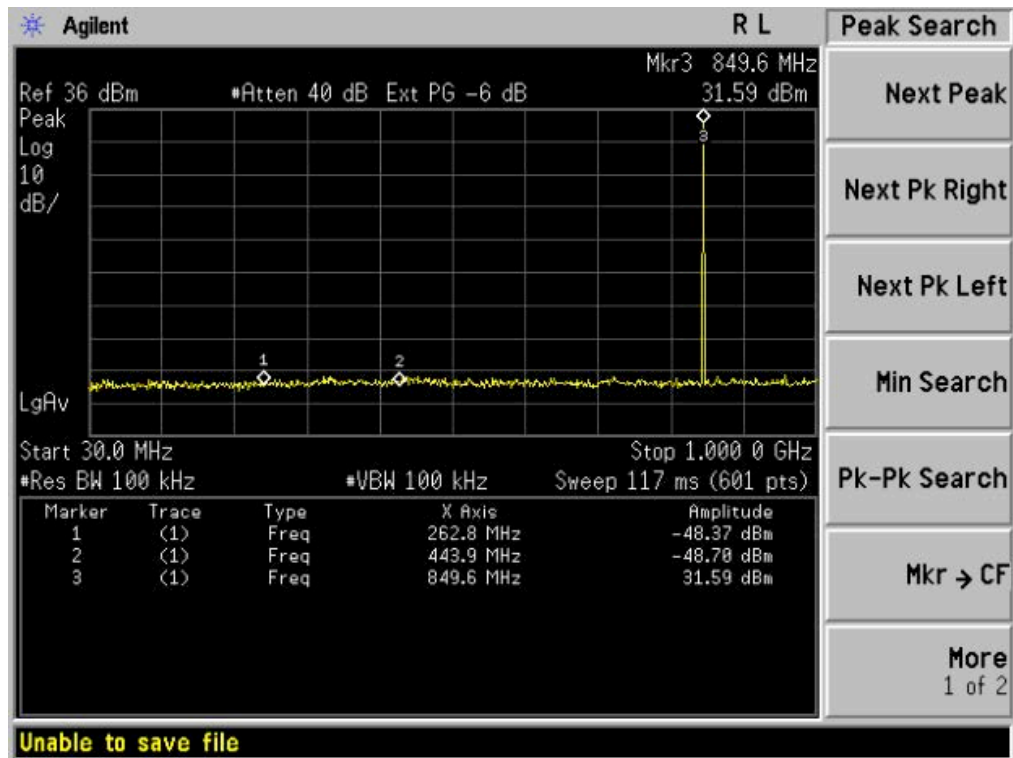 Agilent R L Peak Search
Mkr3 849.6 MHz
Ref 36 dBm #Atten 40 dB Ext PG -6 dB 31.59 dBm
Peak
Log
10
dB/
3
1 2
LgAv
Start 30.0 MHz Stop 1.000 0 GHz
#Res BW 100 kHz #VBW 100 kHz Sweep 117 ms (601 pts)
Marker Trace Type X Axis Amplitude
1 (1) Freq 262.8 MHz -48.37 dBm
2 (1) Freq 443.9 MHz -48.70 dBm
3 (1) Freq 849.6 MHz 31.59 dBm
Next Peak
Next Pk Right
Next Pk Left
Min Search
Pk-Pk Search
Mkr → CF
More
1 of 2
Unable to save file